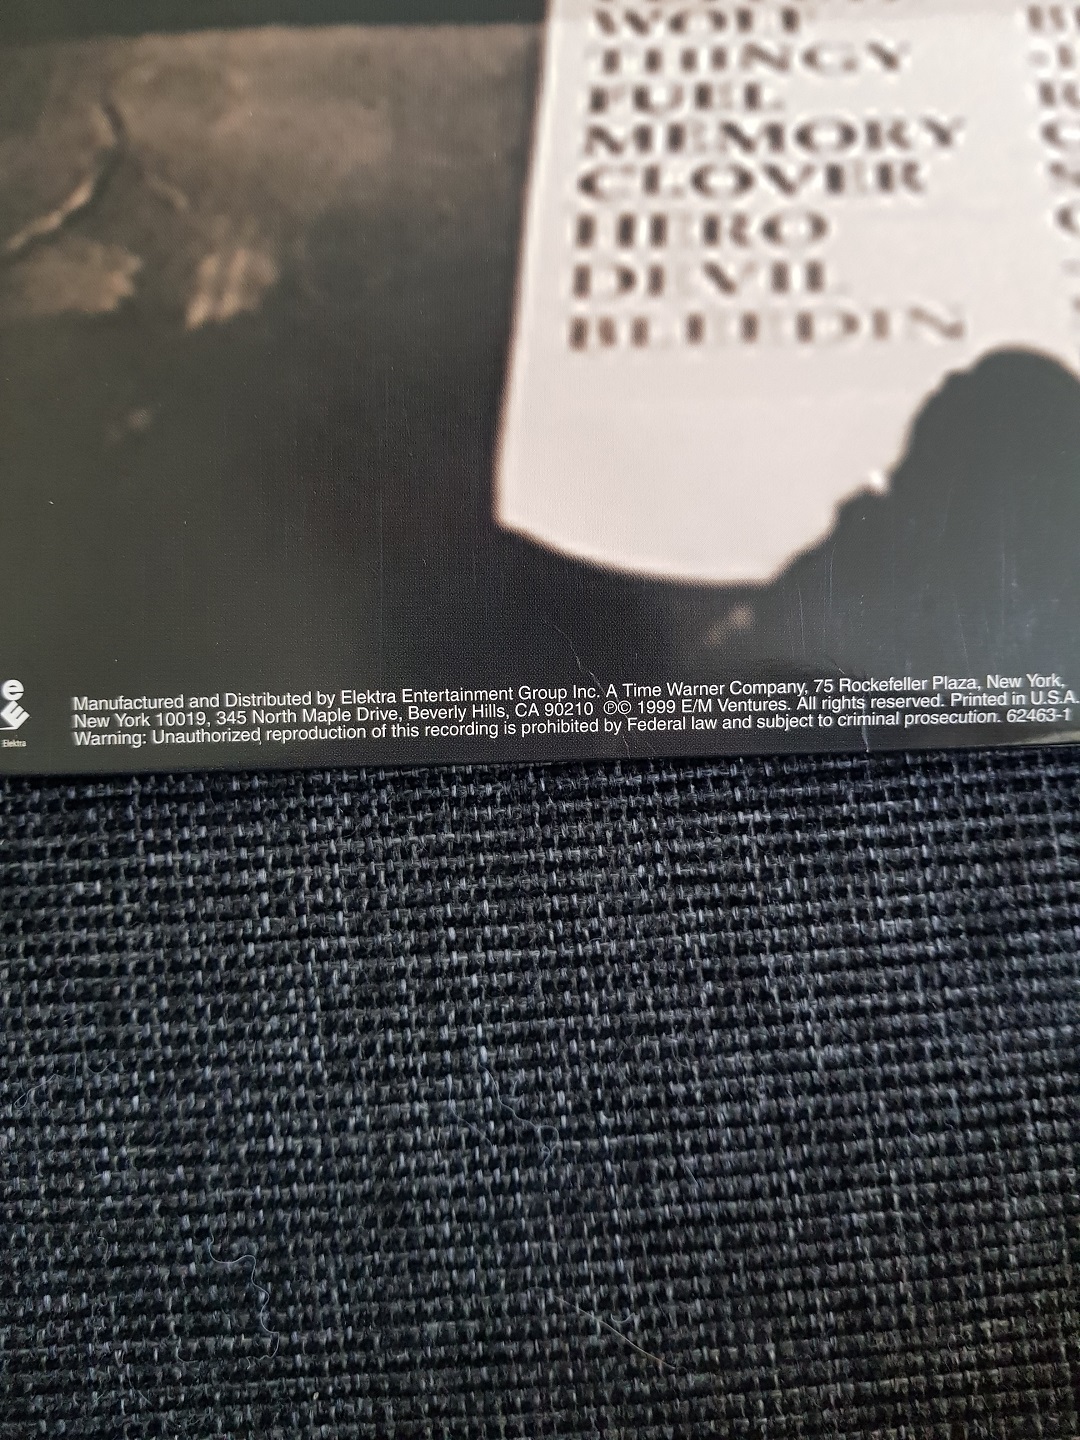 WOLF
THINGY
FUEL
MEMORY
CLOVER
HERO
DEVIL
BLEEDIN
e
Elektra
Manufactured and Distributed by Elektra Entertainment Group Inc. A Time Warner Company, 75 Rockefeller Plaza, New York,
New York 10019, 345 North Maple Drive, Beverly Hills, CA 90210 ℗© 1999 E/M Ventures. All rights reserved. Printed in U.S.A.
Warning: Unauthorized reproduction of this recording is prohibited by Federal law and subject to criminal prosecution. 62463-1